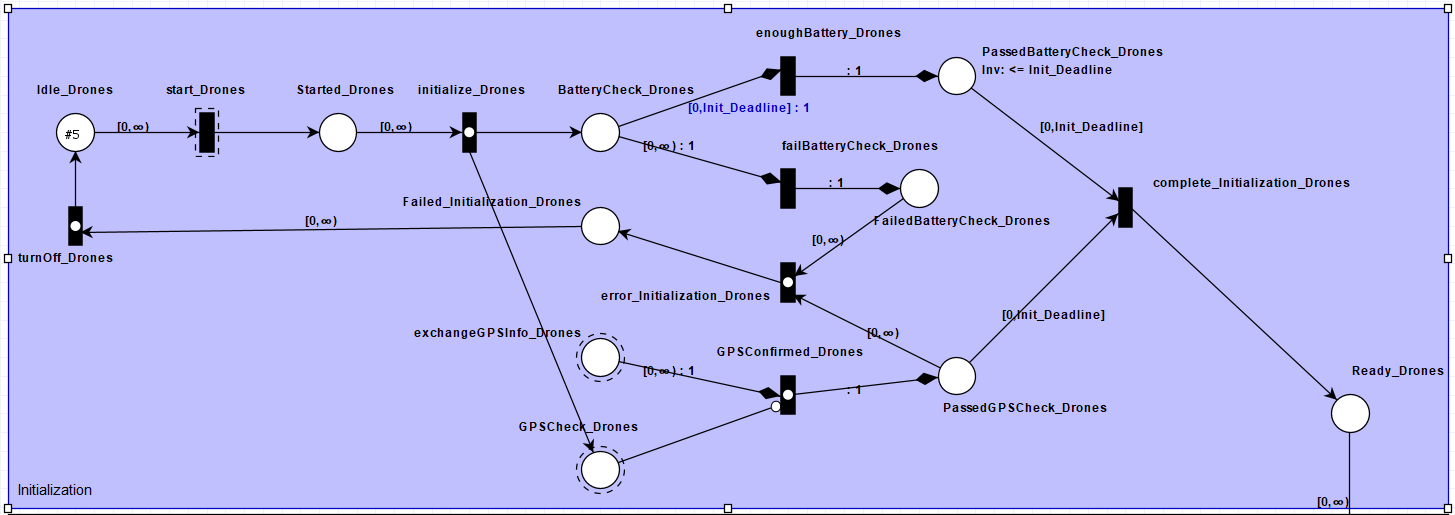 enoughBattery_Drones
PassedBatteryCheck_Drones
Inv: <= Init_Deadline
: 1
Idle_Drones
start_Drones
Started_Drones
initialize_Drones
BatteryCheck_Drones
[0,Init_Deadline] : 1
#5
[0,∞)
[0,∞)
[0,Init_Deadline]
[0,∞) : 1
failBatteryCheck_Drones
: 1
complete_Initialization_Drones
Failed_Initialization_Drones
[0,∞)
FailedBatteryCheck_Drones
[0,∞)
turnOff_Drones
error_Initialization_Drones
[0,Init_Deadline]
exchangeGPSInfo_Drones
[0,∞)
GPSConfirmed_Drones
[0,∞) : 1
Ready_Drones
: 1
PassedGPSCheck_Drones
GPSCheck_Drones
Initialization
[0,∞)